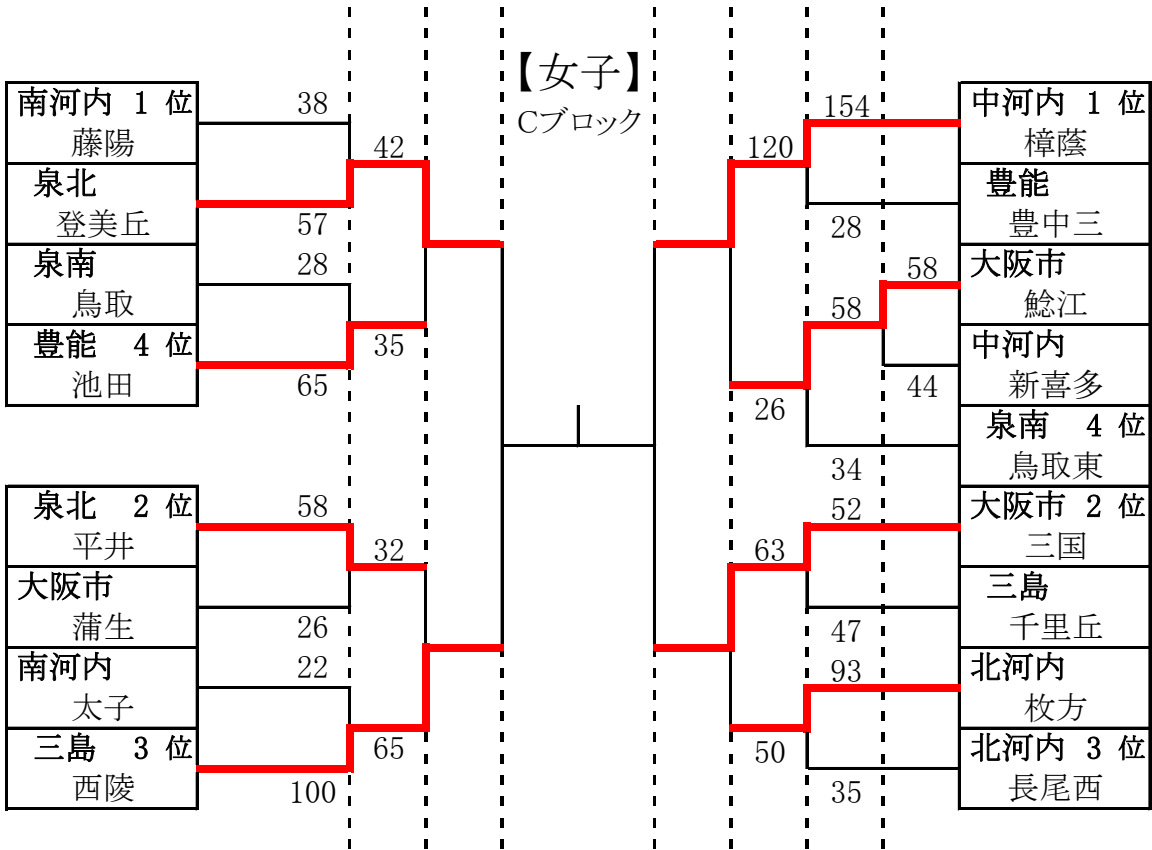 【女子】
Cブロック
南河内 1 位
藤陽
38
42
泉北
登美丘
57
泉南
鳥取
28
豊能 4 位
池田
65
35
泉北 2 位
平井
58
32
大阪市
蒲生
26
南河内
太子
22
三島 3 位
西陵
100
65
中河内 1 位
樟蔭
154
120
豊能
豊中三
28
大阪市
鯰江
58
58
中河内
新喜多
44
26
泉南 4 位
鳥取東
34
大阪市 2 位
三国
52
63
三島
千里丘
47
北河内
枚方
93
50
北河内 3 位
長尾西
35